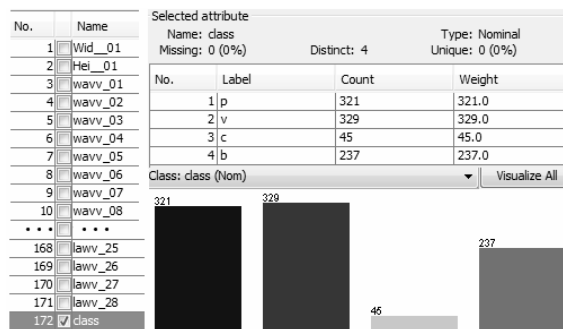 No. Name
1 Wid__01
2 Hei__01
3 wavv_01
4 wavv_02
5 wavv_03
6 wavv_04
7 wavv_05
8 wavv_06
9 wavv_07
10 wavv_08
• • • • • •
168 lawv_25
169 lawv_26
170 lawv_27
171 lawv_28
172 class
Selected attribute
Name: class Type: Nominal
Missing: 0 (0%) Distinct: 4 Unique: 0 (0%)
No. Label Count Weight
1 p 321 321.0
2 v 329 329.0
3 c 45 45.0
4 b 237 237.0
Class: class (Nom) Visualize All
321 329 45 237